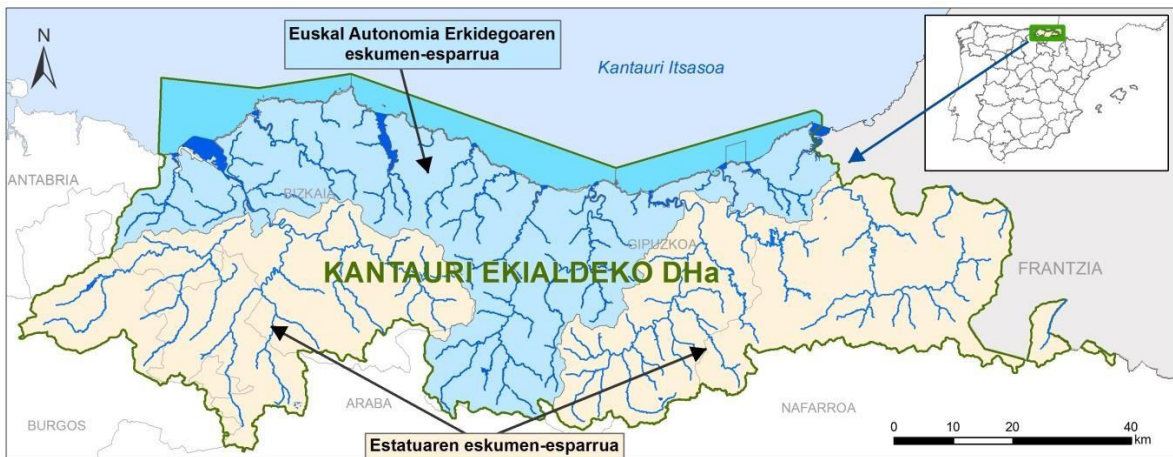 N
Euskal Autonomia Erkidegoaren
eskumen-esparrua
Kantauri Itsasoa
ANTABRIA
BIZKAIA
GIPUZKOA
KANTAURI EKIALDEKO DHa
FRANTZIA
ARABA
NAFARROA
BURGOS
Estatuaren eskumen-esparrua
0 10 20 30 40
km